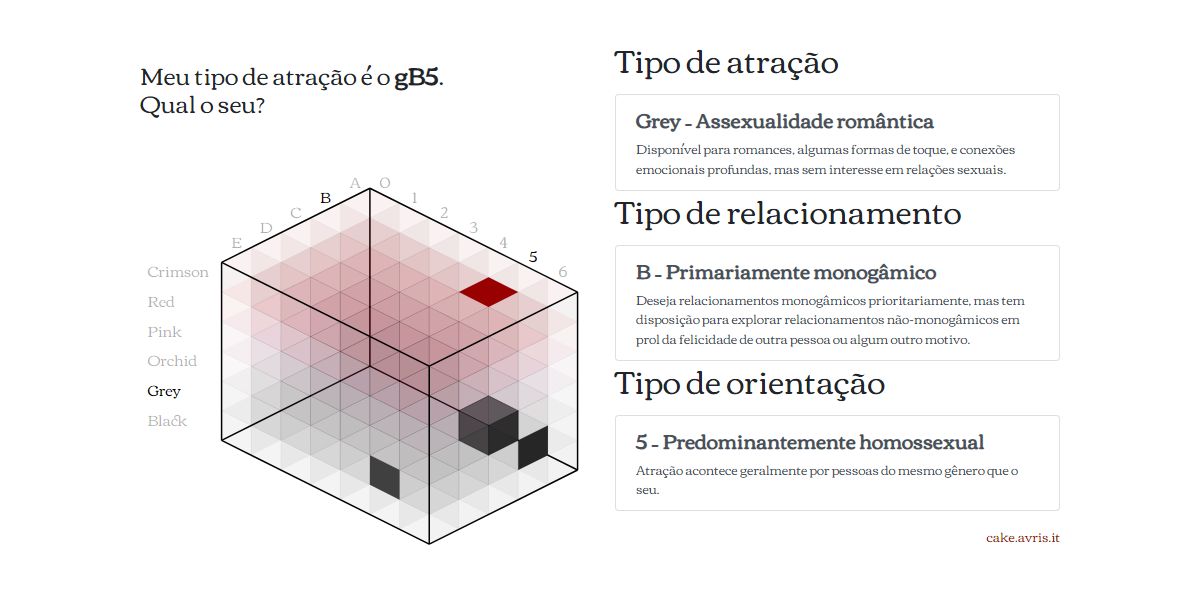 Meu tipo de atração é o gB5.
Qual o seu?
A
B
C
D
E
0
1
2
3
4
5
6
Crimson
Red
Pink
Orchid
Grey
Black
Tipo de atração
Grey - Assexualidade romântica
Disponível para romances, algumas formas de toque, e conexões
emocionais profundas, mas sem interesse em relações sexuais.
Tipo de relacionamento
B - Primariamente monogâmico
Deseja relacionamentos monogâmicos prioritariamente, mas tem
disposição para explorar relacionamentos não-monogâmicos em
prol da felicidade de outra pessoa ou algum outro motivo.
Tipo de orientação
5 - Predominantemente homossexual
Atração acontece geralmente por pessoas do mesmo gênero que o
seu.
cake.avris.it